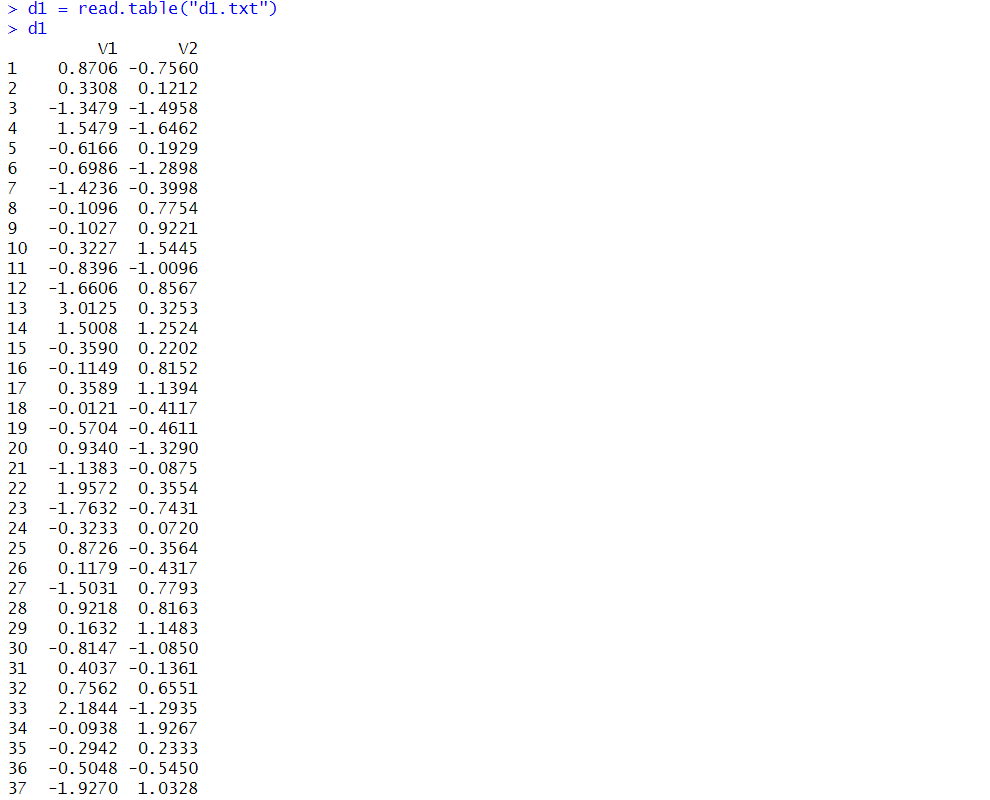 > d1 = read.table("d1.txt")
> d1
V1 V2
1 0.8706 -0.7560
2 0.3308 0.1212
3 -1.3479 -1.4958
4 1.5479 -1.6462
5 -0.6166 0.1929
6 -0.6986 -1.2898
7 -1.4236 -0.3998
8 -0.1096 0.7754
9 -0.1027 0.9221
10 -0.3227 1.5445
11 -0.8396 -1.0096
12 -1.6606 0.8567
13 3.0125 0.3253
14 1.5008 1.2524
15 -0.3590 0.2202
16 -0.1149 0.8152
17 0.3589 1.1394
18 -0.0121 -0.4117
19 -0.5704 -0.4611
20 0.9340 -1.3290
21 -1.1383 -0.0875
22 1.9572 0.3554
23 -1.7632 -0.7431
24 -0.3233 0.0720
25 0.8726 -0.3564
26 0.1179 -0.4317
27 -1.5031 0.7793
28 0.9218 0.8163
29 0.1632 1.1483
30 -0.8147 -1.0850
31 0.4037 -0.1361
32 0.7562 0.6551
33 2.1844 -1.2935
34 -0.0938 1.9267
35 -0.2942 0.2333
36 -0.5048 -0.5450
37 -1.9270 1.0328